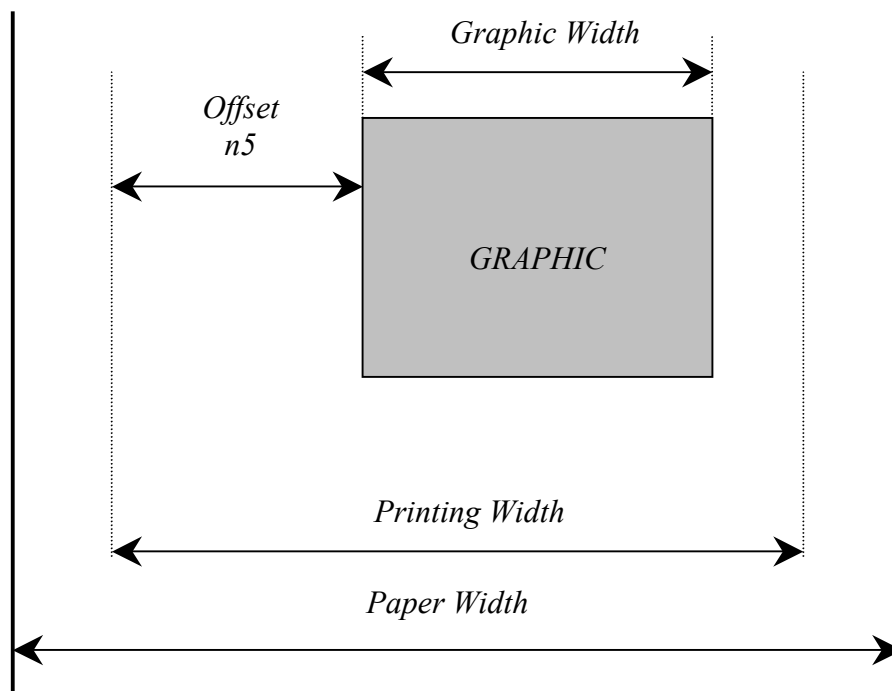 Graphic Width
Offset
n5
GRAPHIC
Printing Width
Paper Width